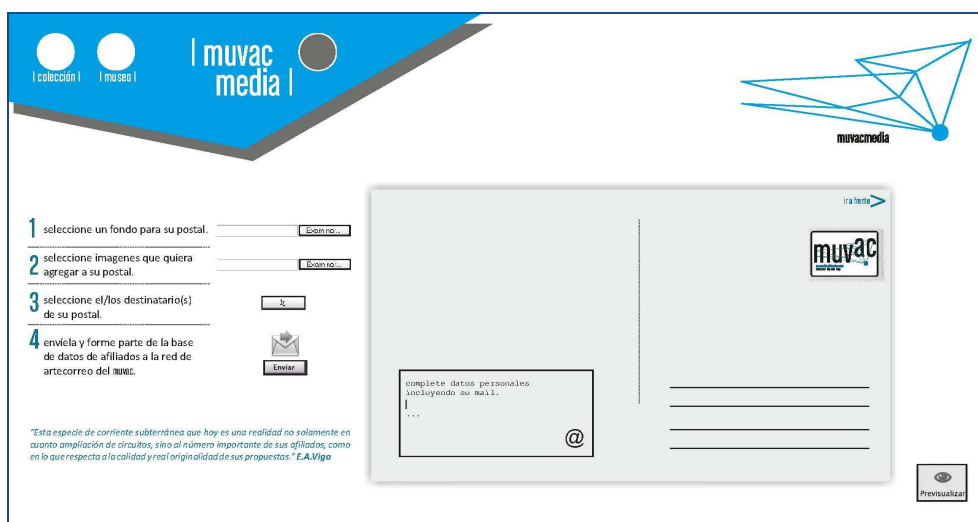 | colección |
| museo |
| muvac
media |
muvacmedia
1 seleccione un fondo para su postal.
Examinar...
2 seleccione imagenes que quiera
agregar a su postal.
Examinar...
3 seleccione el/los destinatario(s)
de su postal.
Ir
4 envíela y forme parte de la base
de datos de afiliados a la red de
artecorreo del muvac.
Enviar
"Esta especie de corriente subterránea que hoy es una realidad no solamente en
cuanto ampliación de circuitos, sino al número importante de sus afiliados, como
en lo que respecta a la calidad y real originalidad de sus propuestas." E.A.Vigo
ir a frente >
muvac
complete datos personales
incluyendo su mail.
...
@
Previsualizar